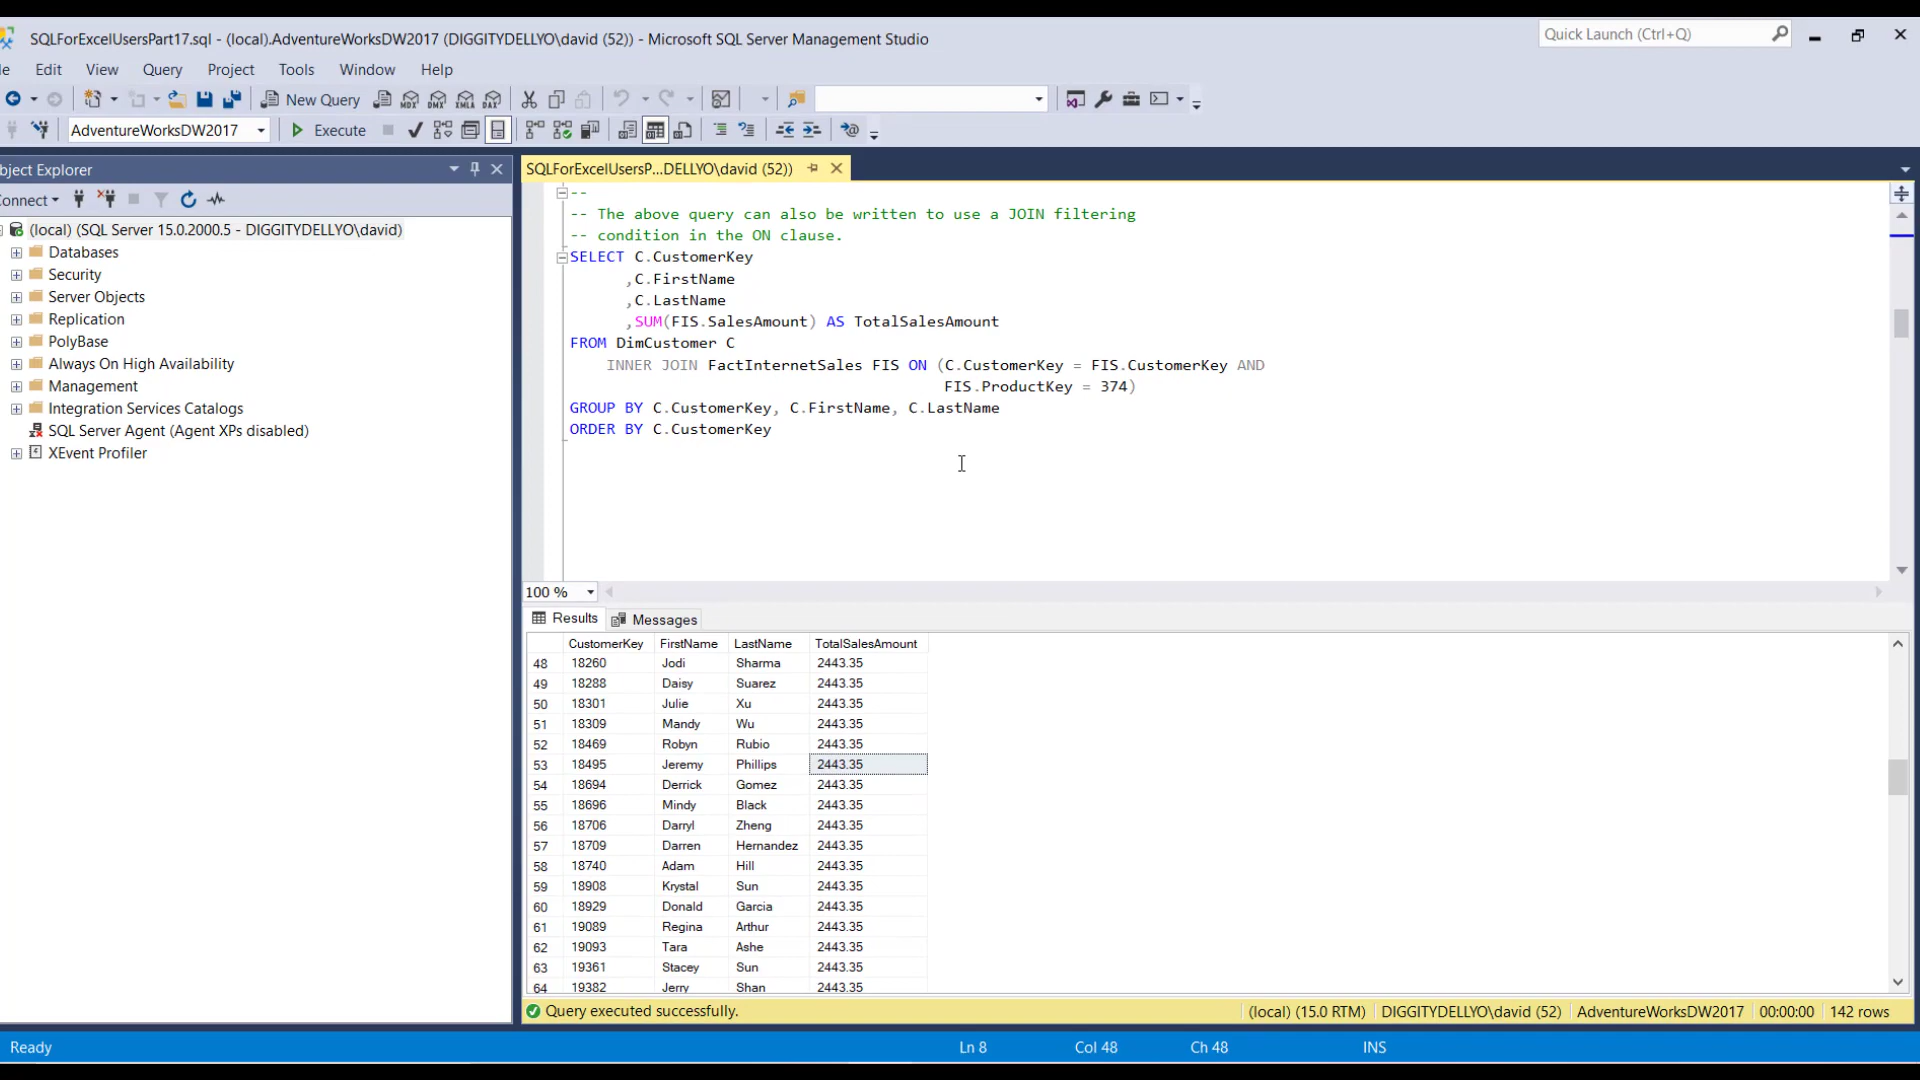 SQLForExcelUsersPart17.sql - (local).AdventureWorksDW2017 (DIGGITYDELLYO\david (52)) - Microsoft SQL Server Management Studio
Quick Launch (Ctrl+Q)
le Edit View Query Project Tools Window Help
New Query
MDX DMX XMLA DAX
AdventureWorksDW2017
Execute
bject Explorer
SQLForExcelUsersP...DELLYO\david (52))
onnect
(local) (SQL Server 15.0.2000.5 - DIGGITYDELLYO\david)
Databases
Security
Server Objects
Replication
PolyBase
Always On High Availability
Management
Integration Services Catalogs
SQL Server Agent (Agent XPs disabled)
XEvent Profiler
--
-- The above query can also be written to use a JOIN filtering
-- condition in the ON clause.
SELECT C.CustomerKey
,C.FirstName
,C.LastName
,SUM(FIS.SalesAmount) AS TotalSalesAmount
FROM DimCustomer C
INNER JOIN FactInternetSales FIS ON (C.CustomerKey = FIS.CustomerKey AND
FIS.ProductKey = 374)
GROUP BY C.CustomerKey, C.FirstName, C.LastName
ORDER BY C.CustomerKey
100 %
Results Messages
CustomerKey FirstName LastName TotalSalesAmount
48 18260 Jodi Sharma 2443.35
49 18288 Daisy Suarez 2443.35
50 18301 Julie Xu 2443.35
51 18309 Mandy Wu 2443.35
52 18469 Robyn Rubio 2443.35
53 18495 Jeremy Phillips 2443.35
54 18694 Derrick Gomez 2443.35
55 18696 Mindy Black 2443.35
56 18706 Darryl Zheng 2443.35
57 18709 Darren Hernandez 2443.35
58 18740 Adam Hill 2443.35
59 18908 Krystal Sun 2443.35
60 18929 Donald Garcia 2443.35
61 19089 Regina Arthur 2443.35
62 19093 Tara Ashe 2443.35
63 19361 Stacey Sun 2443.35
64 19382 Jerry Shan 2443.35
Query executed successfully. (local) (15.0 RTM) DIGGITYDELLYO\david (52) AdventureWorksDW2017 00:00:00 142 rows
Ready Ln 8 Col 48 Ch 48 INS